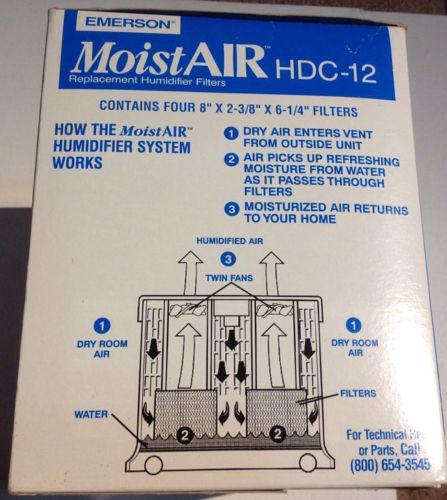 EMERSON®
MoistAIR™ HDC-12
Replacement Humidifier Filters
CONTAINS FOUR 8" X 2-3/8" X 6-1/4" FILTERS
HOW THE MoistAIR™
HUMIDIFIER SYSTEM
WORKS
1 DRY AIR ENTERS VENT
FROM OUTSIDE UNIT
2 AIR PICKS UP REFRESHING
MOISTURE FROM WATER
AS IT PASSES THROUGH
FILTERS
3 MOISTURIZED AIR RETURNS
TO YOUR HOME
HUMIDIFIED AIR
3
TWIN FANS
1
DRY ROOM
AIR
1
DRY ROOM
AIR
FILTERS
WATER
2
2
For Technical
or Parts, Call
(800) 654-3545